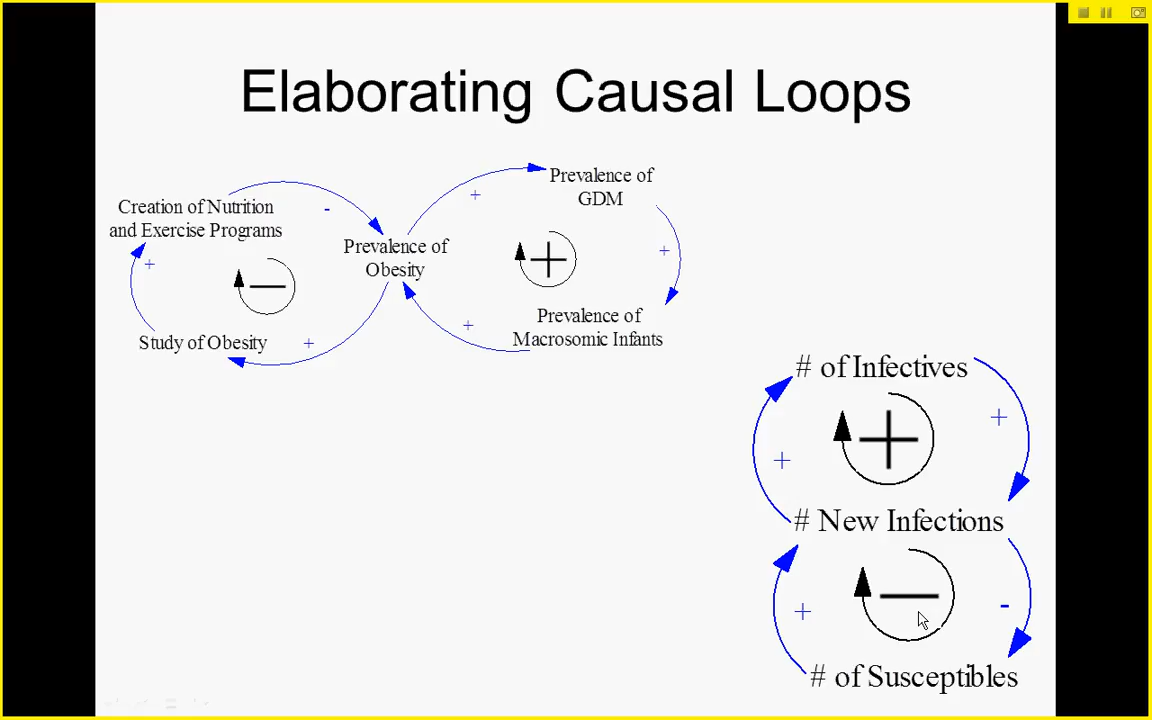 Elaborating Causal Loops
Creation of Nutrition
and Exercise Programs
-
+
Prevalence of
Obesity
−
+
Study of Obesity
+
Prevalence of
GDM
+
+
Prevalence of
Macrosomic Infants
+
# of Infectives
+
+
+
# New Infections
−
+
-
# of Susceptibles